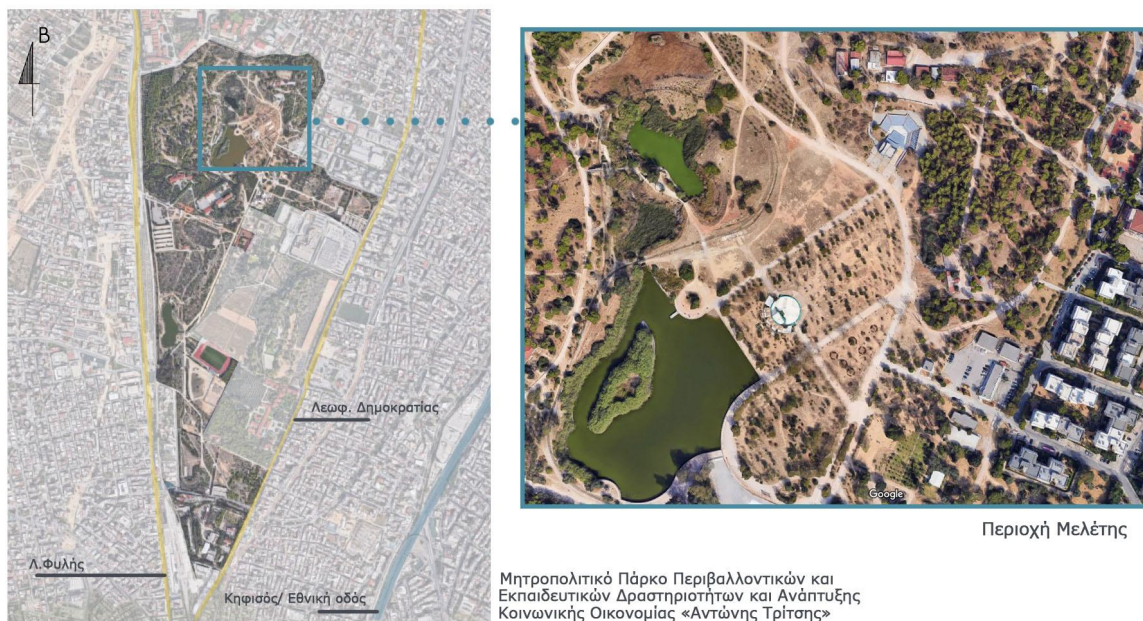 Β
Λεωφ. Δημοκρατίας
Λ.Φυλής
Κηφισός/ Εθνική οδός
Google
Περιοχή Μελέτης
Μητροπολιτικό Πάρκο Περιβαλλοντικών και
Εκπαιδευτικών Δραστηριοτήτων και Ανάπτυξης
Κοινωνικής Οικονομίας «Αντώνης Τρίτσης»